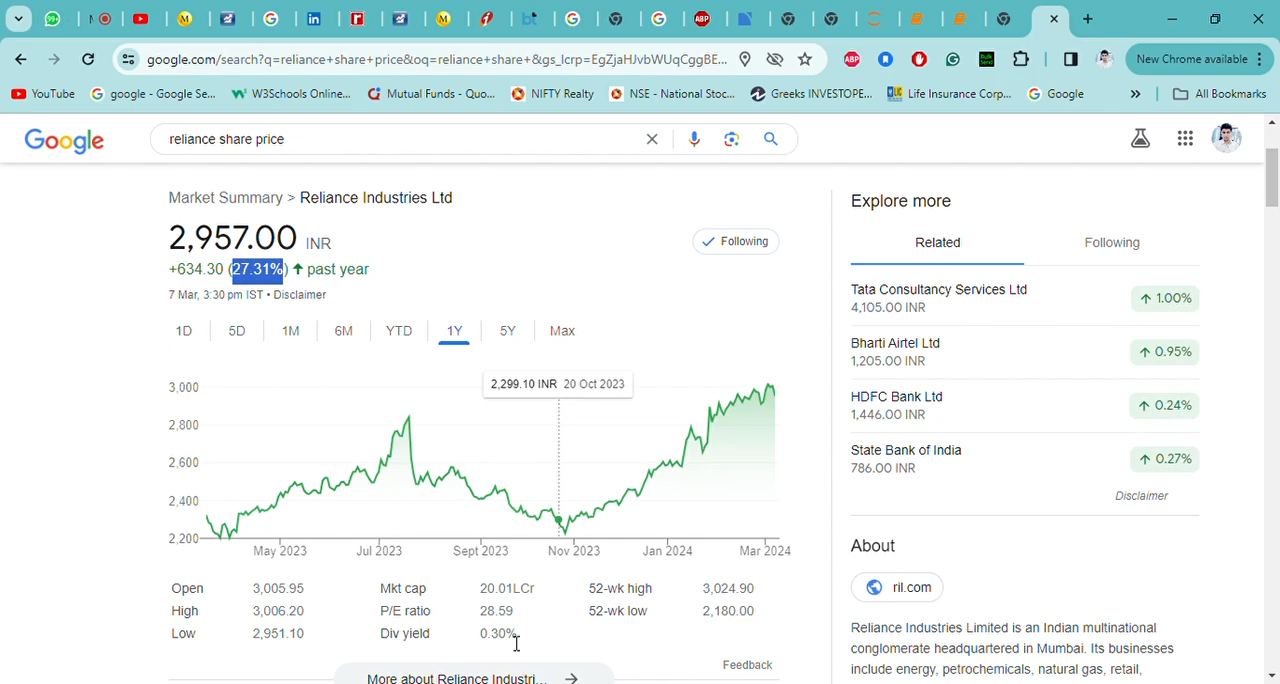 New Chrome available
google.com/search?q=reliance+share+price&oq=reliance+share+&gs_lcrp=EgZjaHJvbWUqCggBE...
YouTube
google - Google Se...
W3Schools Online...
Mutual Funds - Quo...
NIFTY Realty
NSE - National Stoc...
Greeks INVESTOPE...
Life Insurance Corp...
Google
All Bookmarks
Google
reliance share price
Market Summary > Reliance Industries Ltd
2,957.00 INR
Following
+634.30 (27.31%) ↑ past year
7 Mar, 3:30 pm IST • Disclaimer
1D 5D 1M 6M YTD 1Y 5Y Max
2,299.10 INR 20 Oct 2023
3,000
2,800
2,600
2,400
2,200
May 2023 Jul 2023 Sept 2023 Nov 2023 Jan 2024 Mar 2024
Open 3,005.95 Mkt cap 20.01LCr 52-wk high 3,024.90
High 3,006.20 P/E ratio 28.59 52-wk low 2,180.00
Low 2,951.10 Div yield 0.30%
Feedback
More about Reliance Industri... →
Explore more
Related Following
Tata Consultancy Services Ltd
4,105.00 INR
↑ 1.00%
Bharti Airtel Ltd
1,205.00 INR
↑ 0.95%
HDFC Bank Ltd
1,446.00 INR
↑ 0.24%
State Bank of India
786.00 INR
↑ 0.27%
Disclaimer
About
ril.com
Reliance Industries Limited is an Indian multinational
conglomerate headquartered in Mumbai. Its businesses
include energy, petrochemicals, natural gas, retail,